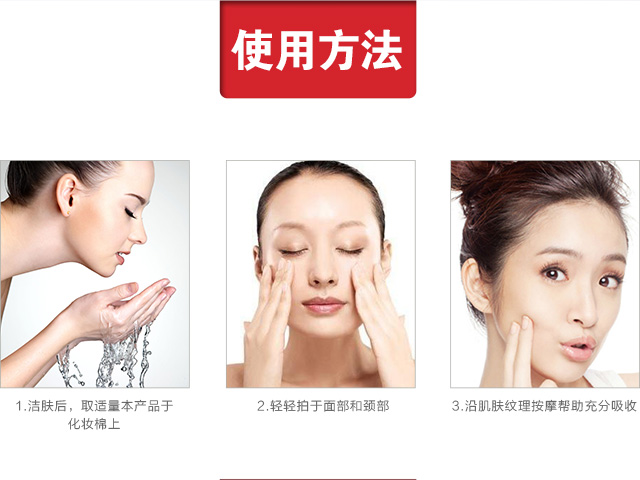 使用方法
1.洁肤后，取适量本产品于
化妆棉上
2.轻轻拍于面部和颈部
3.沿肌肤纹理按摩帮助充分吸收